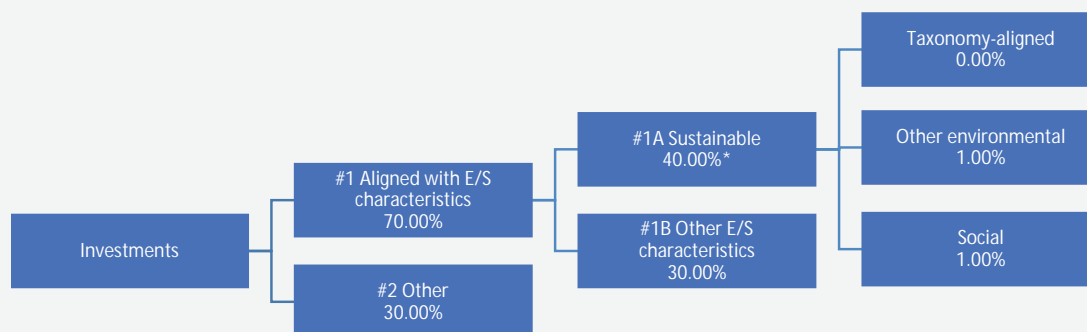 Investments
#1 Aligned with E/S
characteristics
70.00%
#2 Other
30.00%
#1A Sustainable
40.00%*
#1B Other E/S
characteristics
30.00%
Taxonomy-aligned
0.00%
Other environmental
1.00%
Social
1.00%